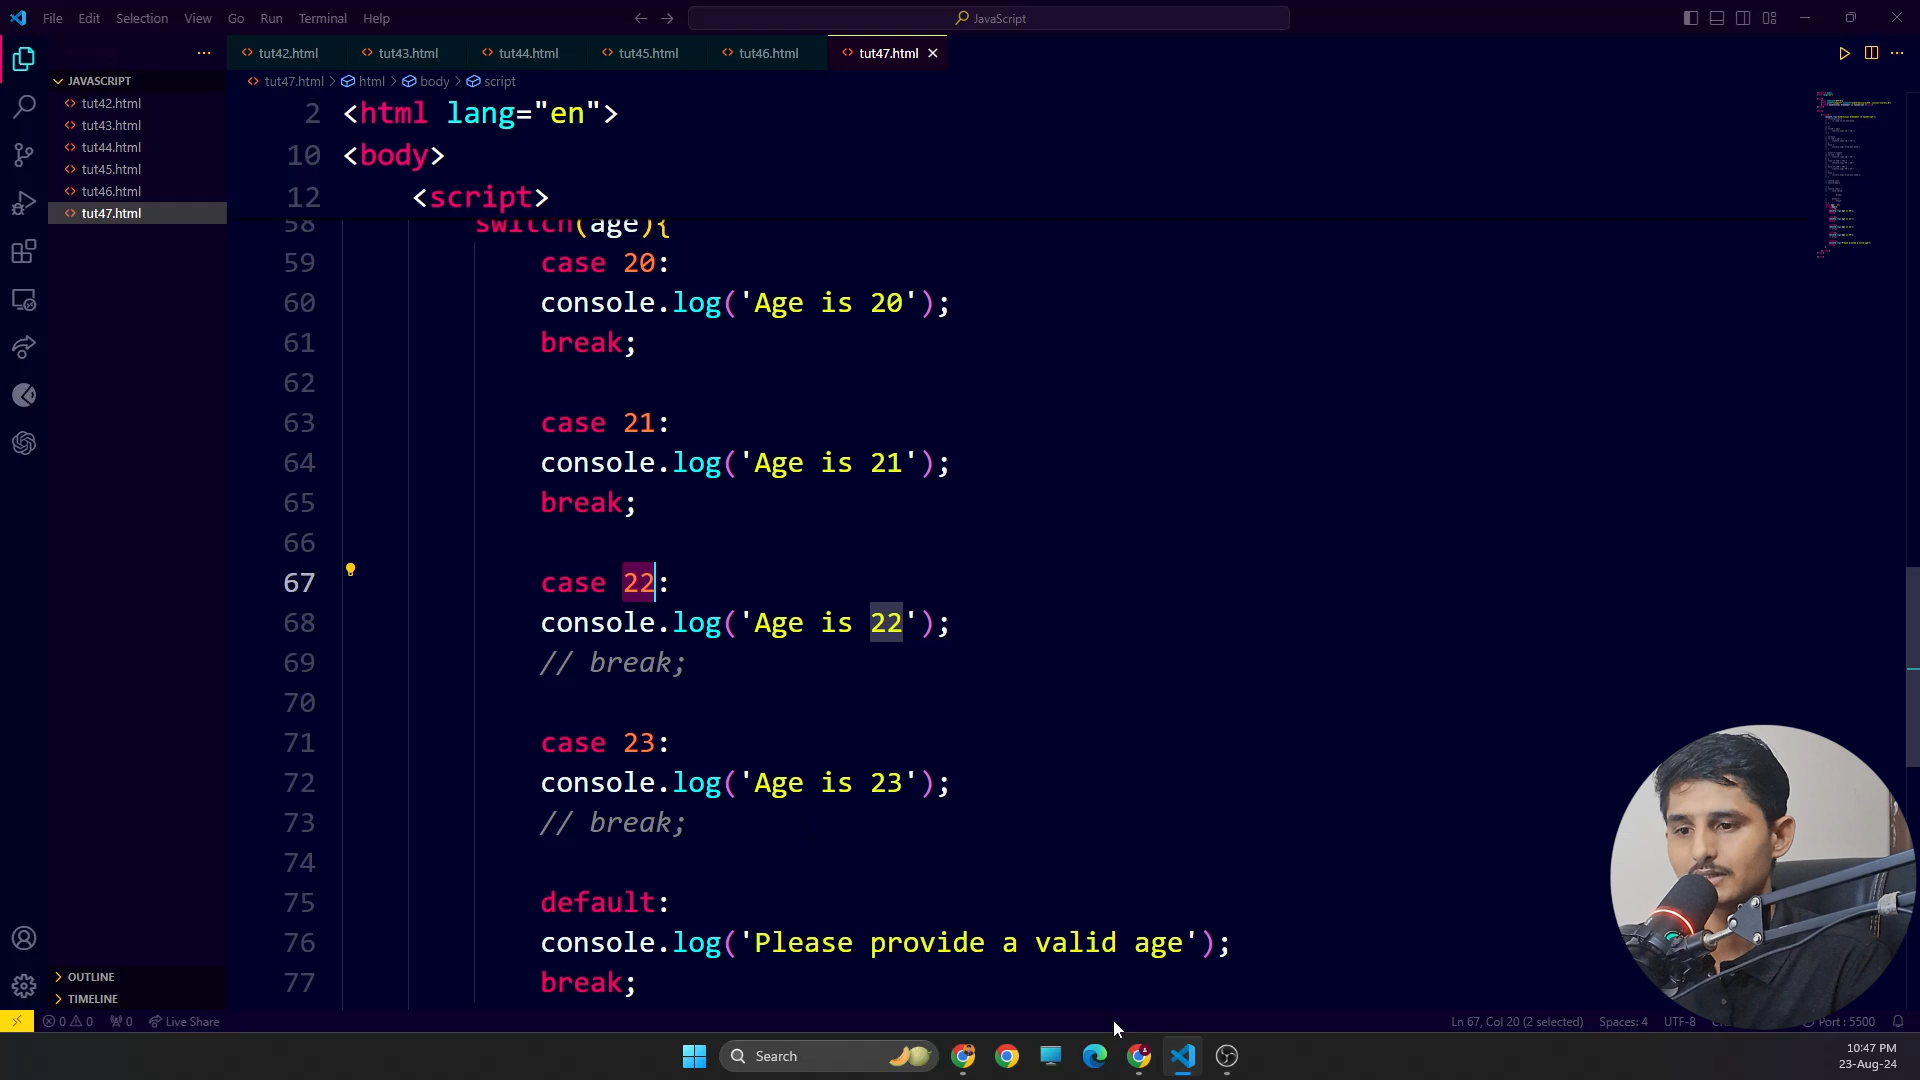 File Edit Selection View Go Run Terminal Help
JavaScript
tut42.html tut43.html tut44.html tut45.html tut46.html tut47.html
JAVASCRIPT
tut42.html
tut43.html
tut44.html
tut45.html
tut46.html
tut47.html
OUTLINE
TIMELINE
tut47.html > html > body > script
2 <html lang="en">
10 <body>
12 <script>
58 switch(age){
59 case 20:
60 console.log('Age is 20');
61 break;
62
63 case 21:
64 console.log('Age is 21');
65 break;
66
67 case 22:
68 console.log('Age is 22');
69 // break;
70
71 case 23:
72 console.log('Age is 23');
73 // break;
74
75 default:
76 console.log('Please provide a valid age');
77 break;
0 0 0 Live Share
Ln 67, Col 20 (2 selected) Spaces: 4 UTF-8 Port : 5500
Search
10:47 PM
23-Aug-24